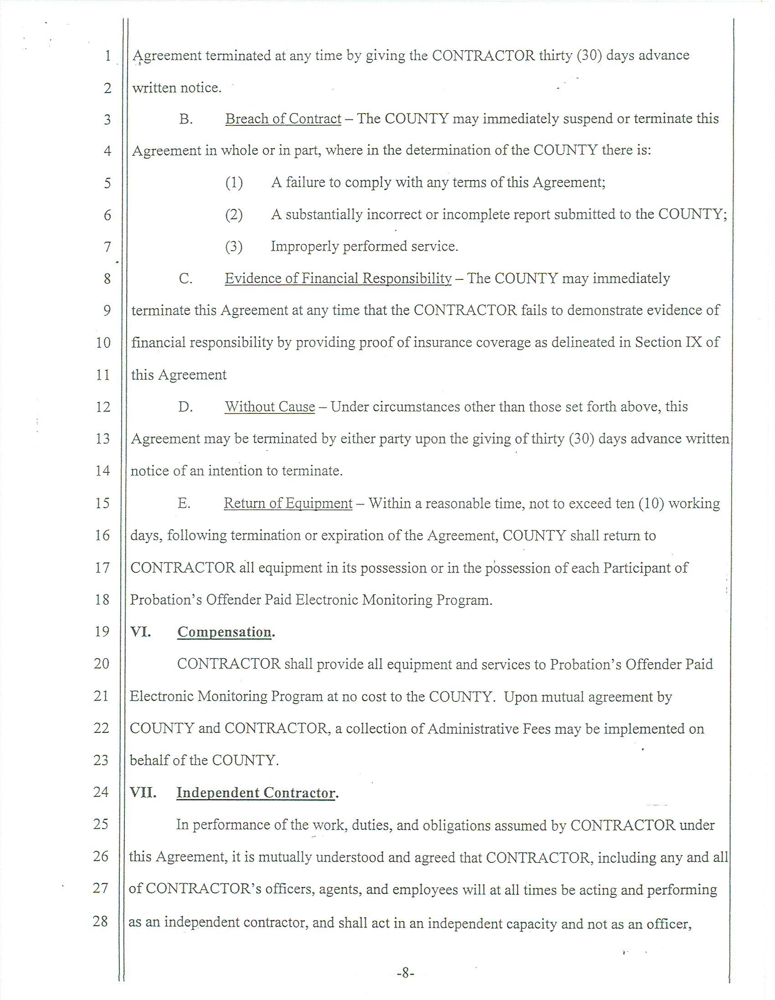 1 Agreement terminated at any time by giving the CONTRACTOR thirty (30) days advance
2 written notice.
3 B. Breach of Contract – The COUNTY may immediately suspend or terminate this
4 Agreement in whole or in part, where in the determination of the COUNTY there is:
5 (1) A failure to comply with any terms of this Agreement;
6 (2) A substantially incorrect or incomplete report submitted to the COUNTY;
7 (3) Improperly performed service.
8 C. Evidence of Financial Responsibility – The COUNTY may immediately
9 terminate this Agreement at any time that the CONTRACTOR fails to demonstrate evidence of
10 financial responsibility by providing proof of insurance coverage as delineated in Section IX of
11 this Agreement
12 D. Without Cause – Under circumstances other than those set forth above, this
13 Agreement may be terminated by either party upon the giving of thirty (30) days advance written
14 notice of an intention to terminate.
15 E. Return of Equipment – Within a reasonable time, not to exceed ten (10) working
16 days, following termination or expiration of the Agreement, COUNTY shall return to
17 CONTRACTOR all equipment in its possession or in the possession of each Participant of
18 Probation's Offender Paid Electronic Monitoring Program.
19 VI. Compensation.
20 CONTRACTOR shall provide all equipment and services to Probation's Offender Paid
21 Electronic Monitoring Program at no cost to the COUNTY. Upon mutual agreement by
22 COUNTY and CONTRACTOR, a collection of Administrative Fees may be implemented on
23 behalf of the COUNTY.
24 VII. Independent Contractor.
25 In performance of the work, duties, and obligations assumed by CONTRACTOR under
26 this Agreement, it is mutually understood and agreed that CONTRACTOR, including any and all
27 of CONTRACTOR's officers, agents, and employees will at all times be acting and performing
28 as an independent contractor, and shall act in an independent capacity and not as an officer,
-8-